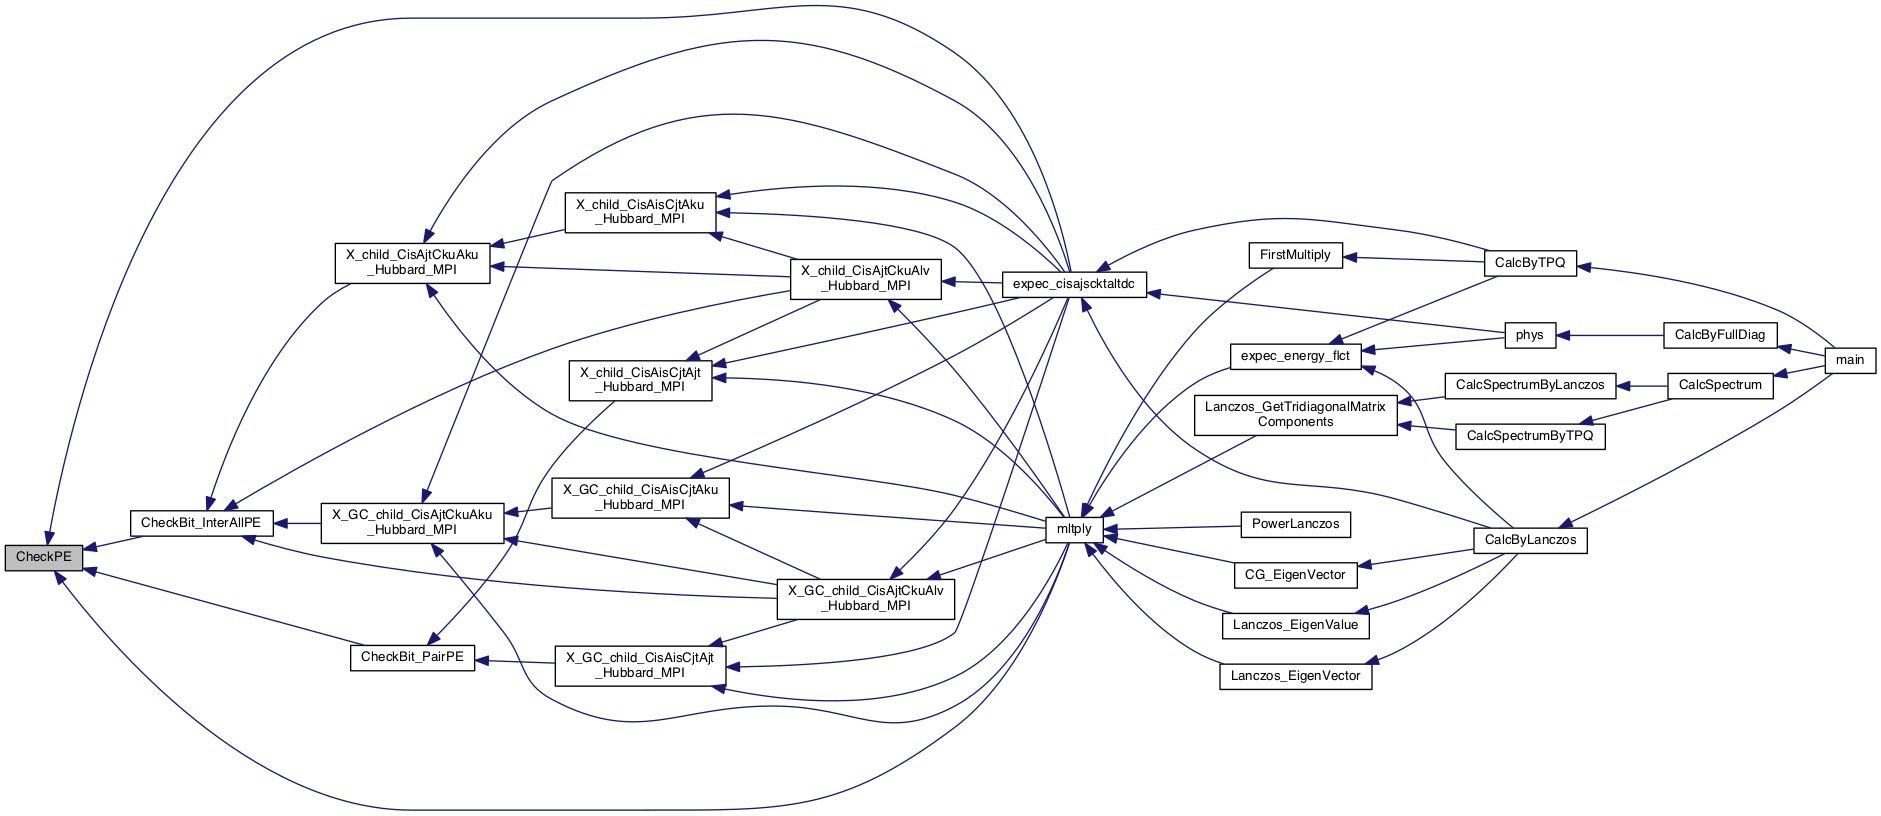 CheckPE
CheckBit_InterAllPE
CheckBit_PairPE
X_child_CisAjtCkuAku
_Hubbard_MPI
X_GC_child_CisAjtCkuAku
_Hubbard_MPI
X_child_CisAisCjtAku
_Hubbard_MPI
X_child_CisAisCjtAjt
_Hubbard_MPI
X_GC_child_CisAisCjtAku
_Hubbard_MPI
X_GC_child_CisAisCjtAjt
_Hubbard_MPI
X_child_CisAjtCkuAlv
_Hubbard_MPI
X_GC_child_CisAjtCkuAlv
_Hubbard_MPI
expec_cisajscktaltdc
mltply
FirstMultiply
expec_energy_flct
Lanczos_GetTridiagonalMatrix
Components
PowerLanczos
CG_EigenVector
Lanczos_EigenValue
Lanczos_EigenVector
CalcByTPQ
phys
CalcSpectrumByLanczos
CalcSpectrumByTPQ
CalcByLanczos
CalcByFullDiag
CalcSpectrum
main